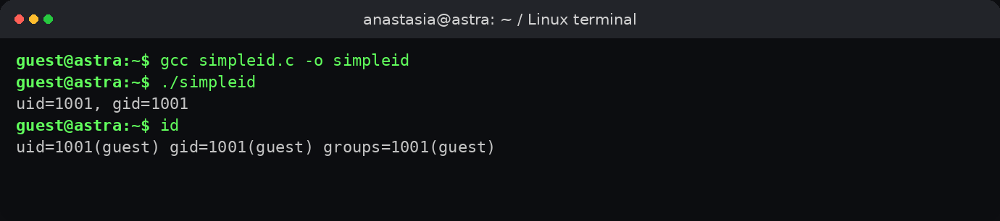 anastasia@astra: ~ / Linux terminal
guest@astra:~$ gcc simpleid.c -o simpleid
guest@astra:~$ ./simpleid
uid=1001, gid=1001
guest@astra:~$ id
uid=1001(guest) gid=1001(guest) groups=1001(guest)